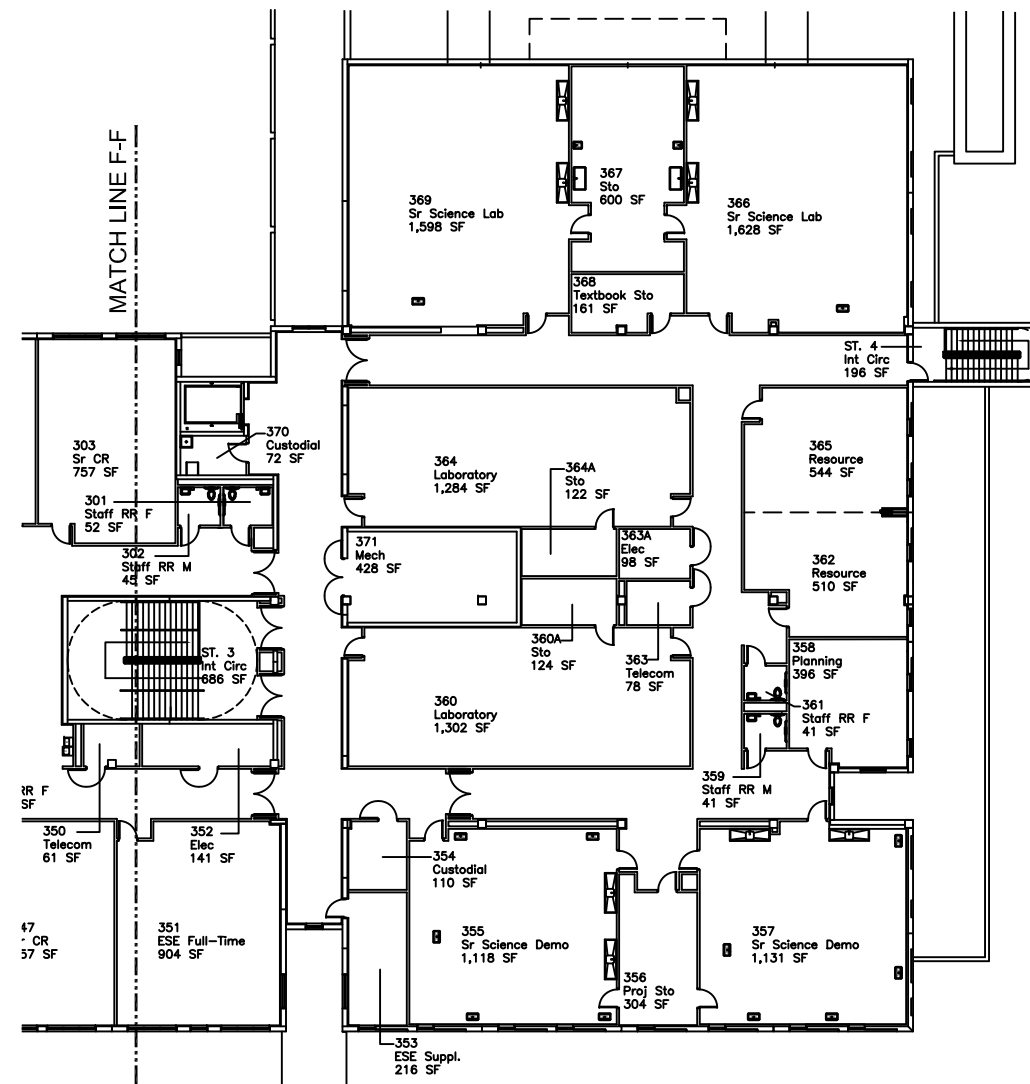 MATCH LINE F-F
369
Sr Science Lab
1,598 SF
367
Sto
600 SF
366
Sr Science Lab
1,628 SF
368
Textbook Sto
161 SF
ST. 4
Int Circ
196 SF
303
Sr CR
757 SF
370
Custodial
72 SF
301
Staff RR F
52 SF
302
Staff RR M
45 SF
364
Laboratory
1,284 SF
364A
Sto
122 SF
365
Resource
544 SF
371
Mech
428 SF
363A
Elec
98 SF
362
Resource
510 SF
ST. 3
Int Circ
686 SF
360A
Sto
124 SF
363
Telecom
78 SF
358
Planning
396 SF
360
Laboratory
1,302 SF
361
Staff RR F
41 SF
359
Staff RR M
41 SF
RR F
SF
350
Telecom
61 SF
352
Elec
141 SF
354
Custodial
110 SF
47
CR
57 SF
351
ESE Full-Time
904 SF
355
Sr Science Demo
1,118 SF
357
Sr Science Demo
1,131 SF
356
Proj Sto
304 SF
353
ESE Suppl.
216 SF